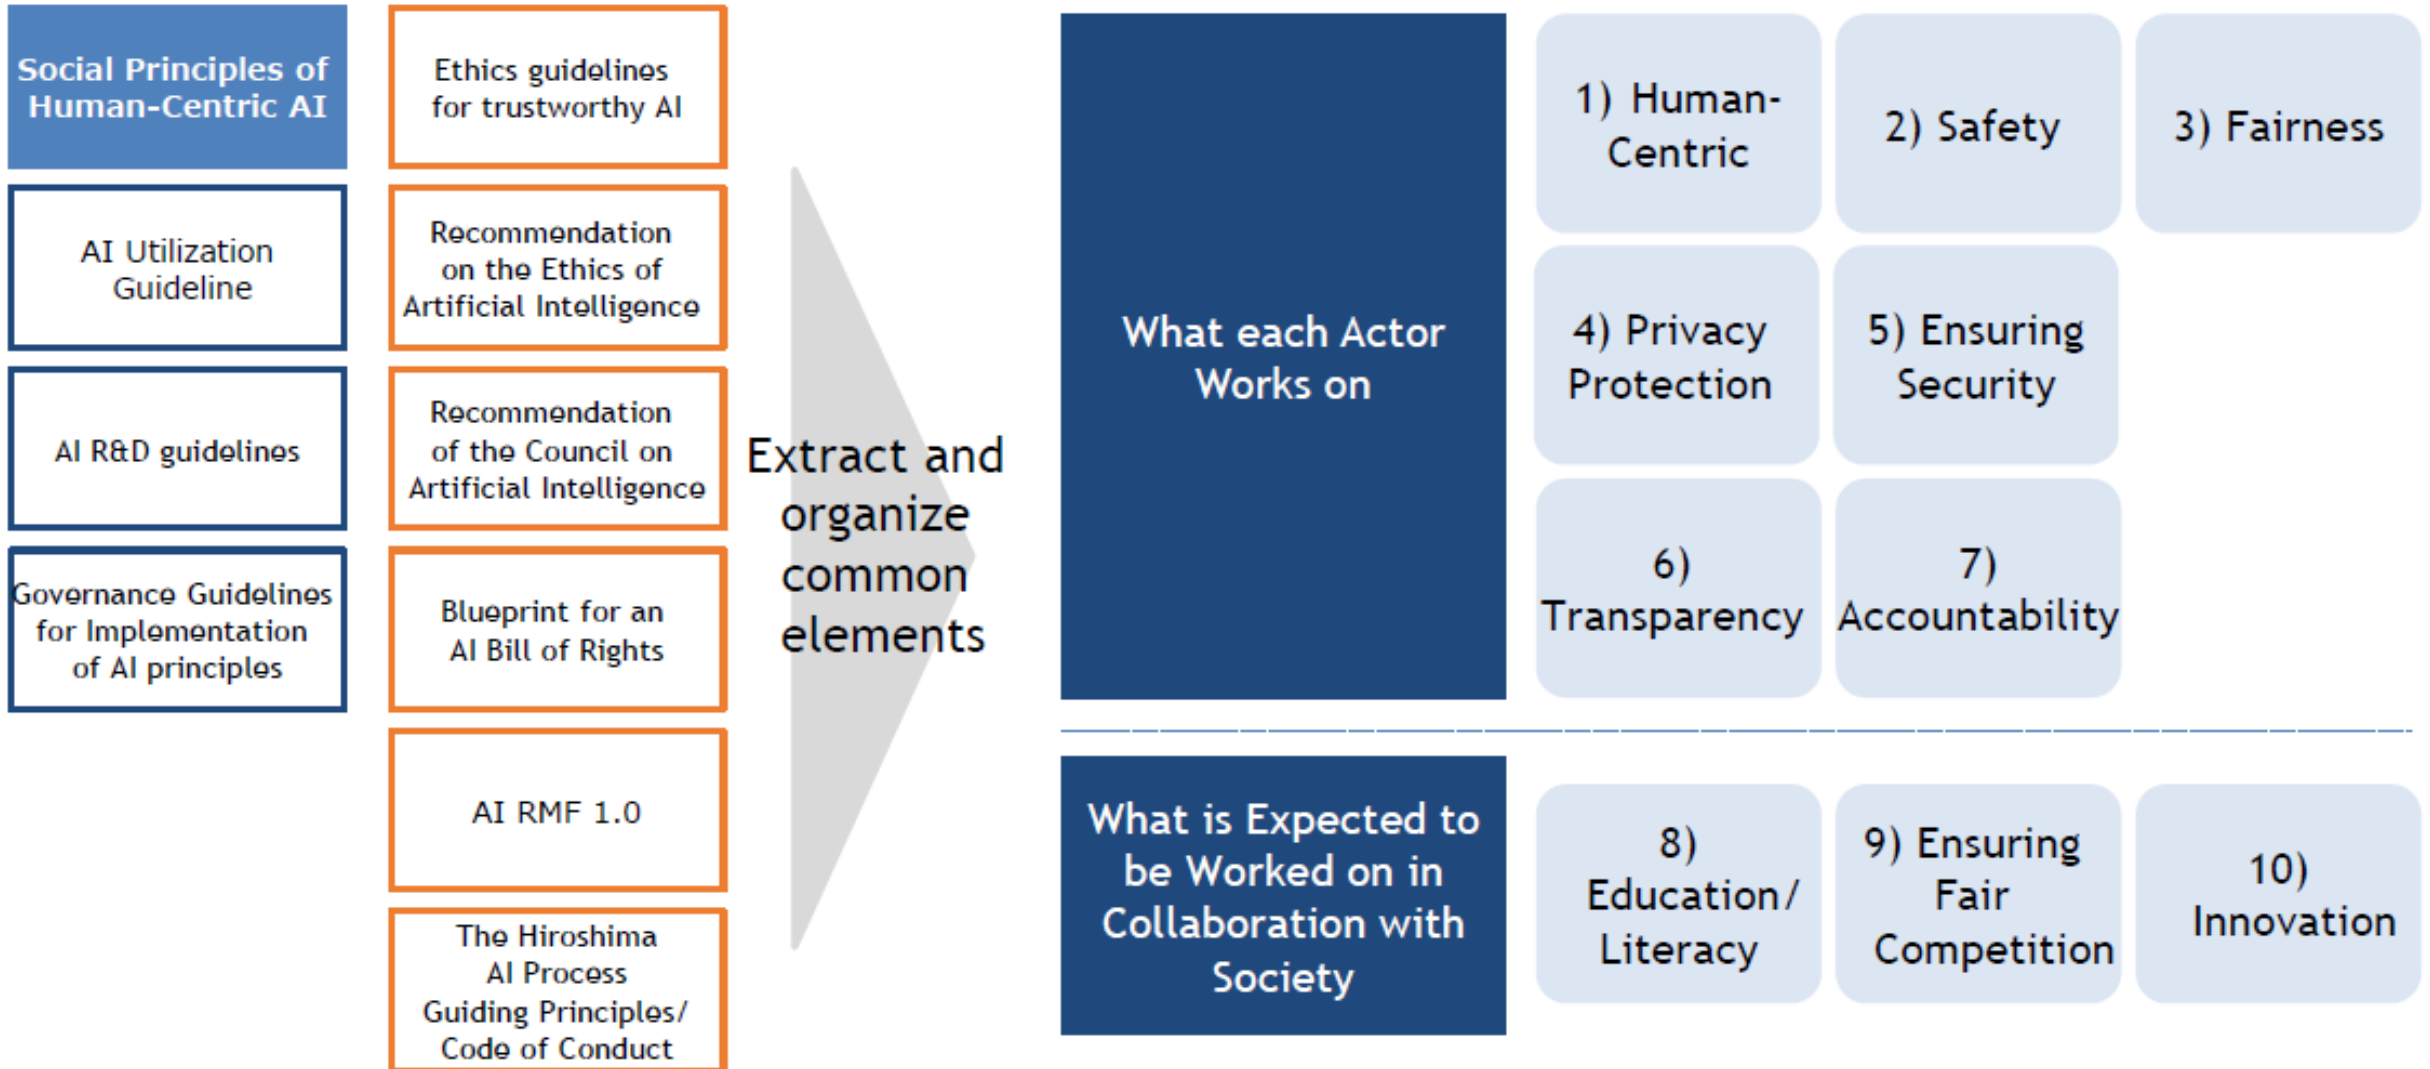 Social Principles of
Human-Centric AI
AI Utilization
Guideline
AI R&D guidelines
Governance Guidelines
for Implementation
of AI principles
Ethics guidelines
for trustworthy AI
Recommendation
on the Ethics of
Artificial Intelligence
Recommendation
of the Council on
Artificial Intelligence
Blueprint for an
AI Bill of Rights
AI RMF 1.0
The Hiroshima
AI Process
Guiding Principles/
Code of Conduct
Extract and
organize
common
elements
What each Actor
Works on
1) Human-
Centric
2) Safety
3) Fairness
4) Privacy
Protection
5) Ensuring
Security
6)
Transparency
7)
Accountability
What is Expected to
be Worked on in
Collaboration with
Society
8)
Education/
Literacy
9) Ensuring
Fair
Competition
10)
Innovation